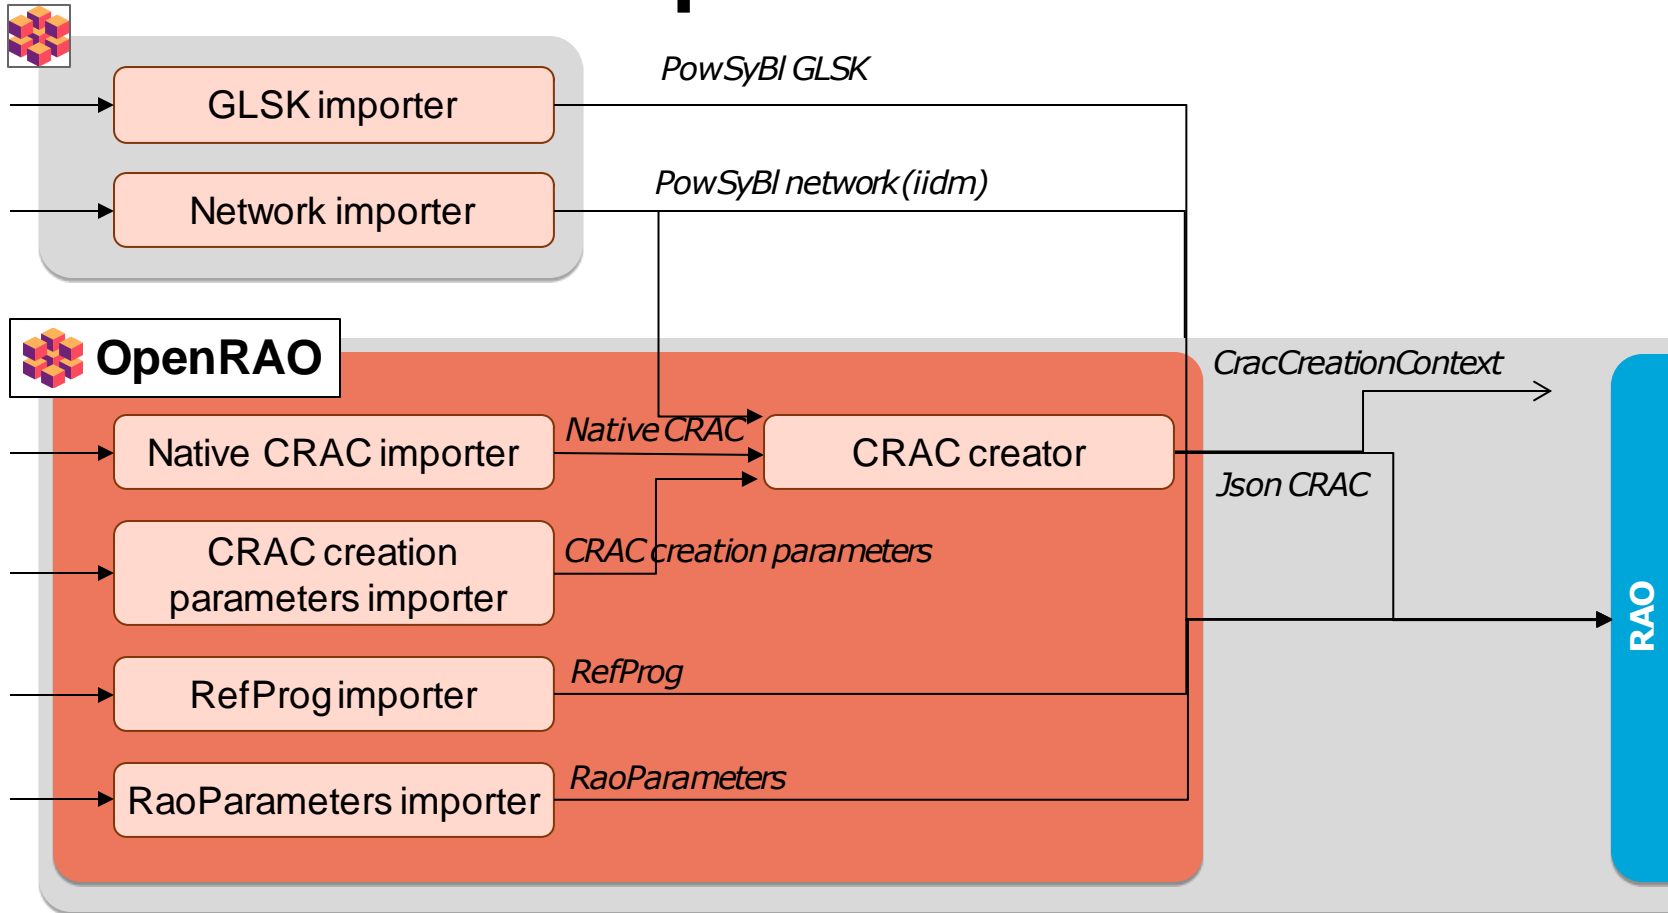 PowSyBl GLSK
GLSK importer
PowSyBl network (iidm)
Network importer
OpenRAO
CracCreationContext
Native CRAC
Native CRAC importer
CRAC creator
Json CRAC
CRAC creation
parameters importer
CRAC creation parameters
RAO
RefProg
RefProg importer
RaoParameters
RaoParameters importer